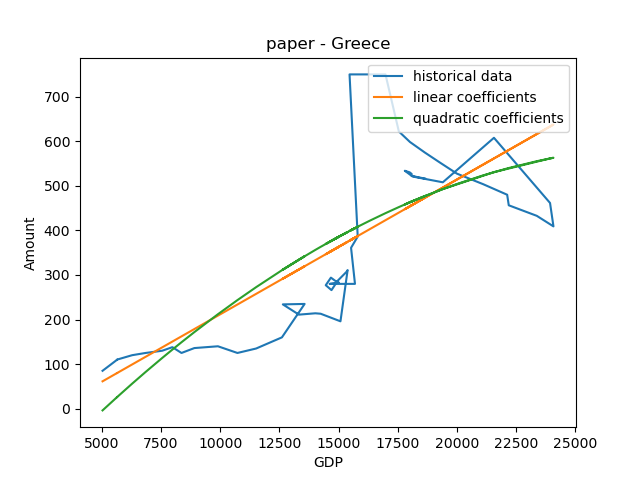 paper - Greece
historical data
linear coefficients
quadratic coefficients
700
600
500
400
300
200
100
0
Amount
5000 7500 10000 12500 15000 17500 20000 22500 25000
GDP